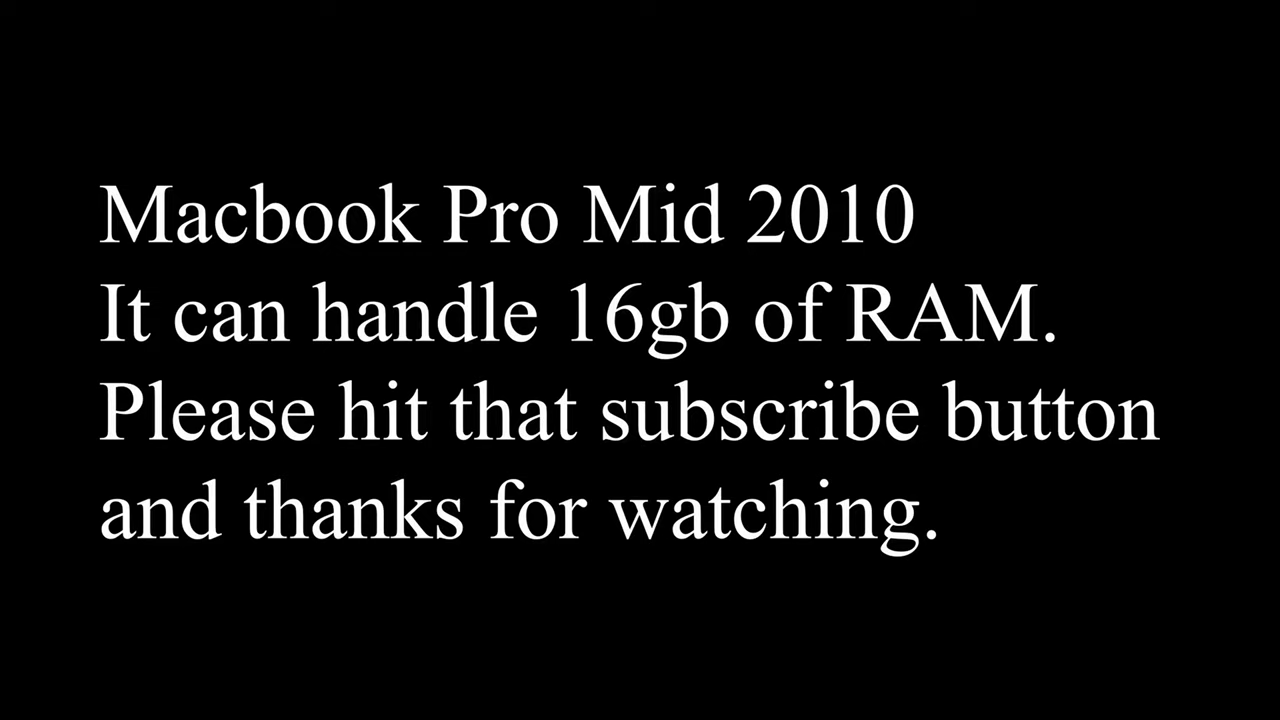 Macbook Pro Mid 2010
It can handle 16gb of RAM.
Please hit that subscribe button
and thanks for watching.